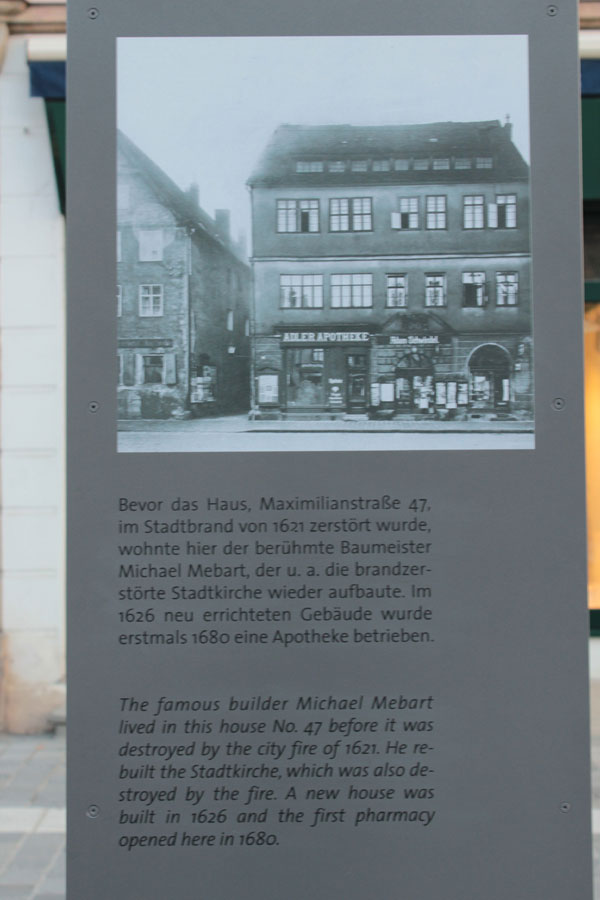 ADLER APOTHEKE
Bevor das Haus, Maximilianstraße 47,
im Stadtbrand von 1621 zerstört wurde,
wohnte hier der berühmte Baumeister
Michael Mebart, der u. a. die brandzer-
störte Stadtkirche wieder aufbaute. Im
1626 neu errichteten Gebäude wurde
erstmals 1680 eine Apotheke betrieben.
The famous builder Michael Mebart
lived in this house No. 47 before it was
destroyed by the city fire of 1621. He re-
built the Stadtkirche, which was also de-
stroyed by the fire. A new house was
built in 1626 and the first pharmacy
opened here in 1680.